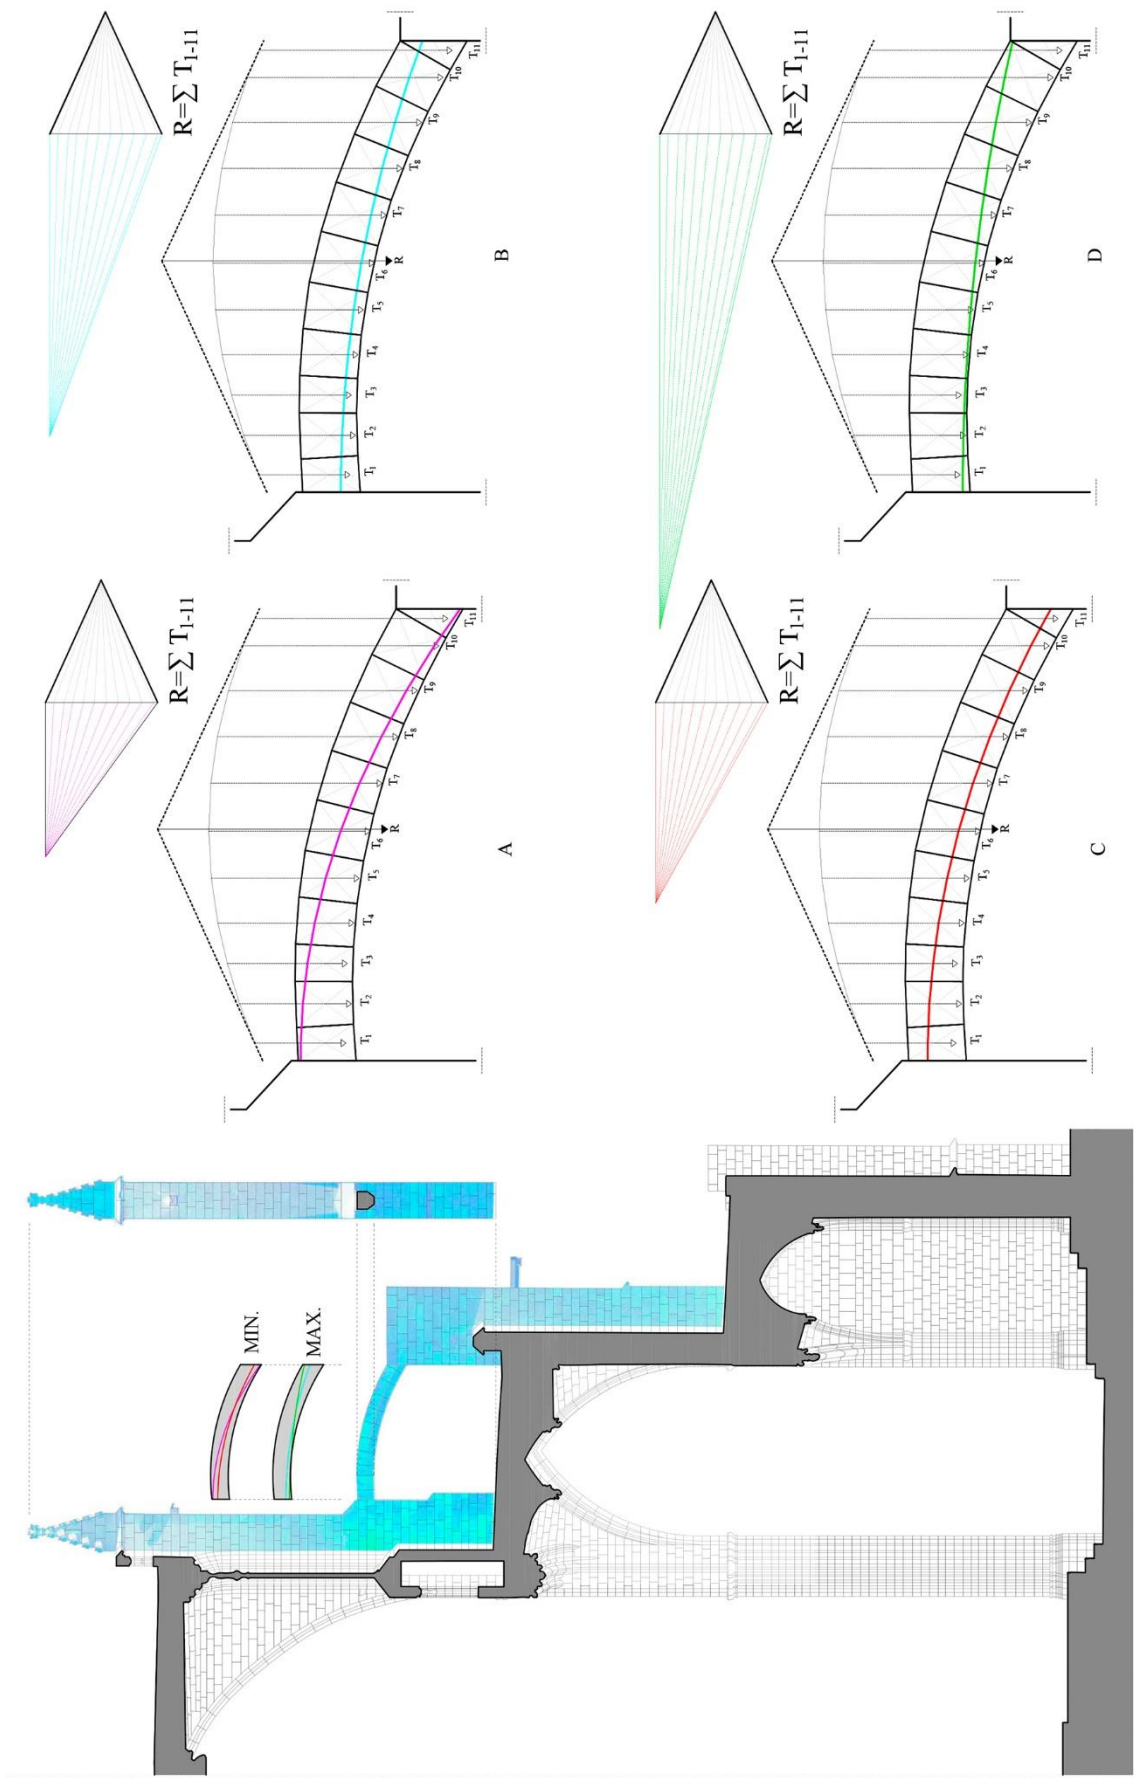 MIN.
MAX.
R=∑ T₁₋₁₁
T₁ T₂ T₃ T₄ T₅ T₆ R T₇ T₈ T₉ T₁₀ T₁₁
A
R=∑ T₁₋₁₁
T₁ T₂ T₃ T₄ T₅ T₆ R T₇ T₈ T₉ T₁₀ T₁₁
B
R=∑ T₁₋₁₁
T₁ T₂ T₃ T₄ T₅ T₆ R T₇ T₈ T₉ T₁₀ T₁₁
C
R=∑ T₁₋₁₁
T₁ T₂ T₃ T₄ T₅ T₆ R T₇ T₈ T₉ T₁₀ T₁₁
D